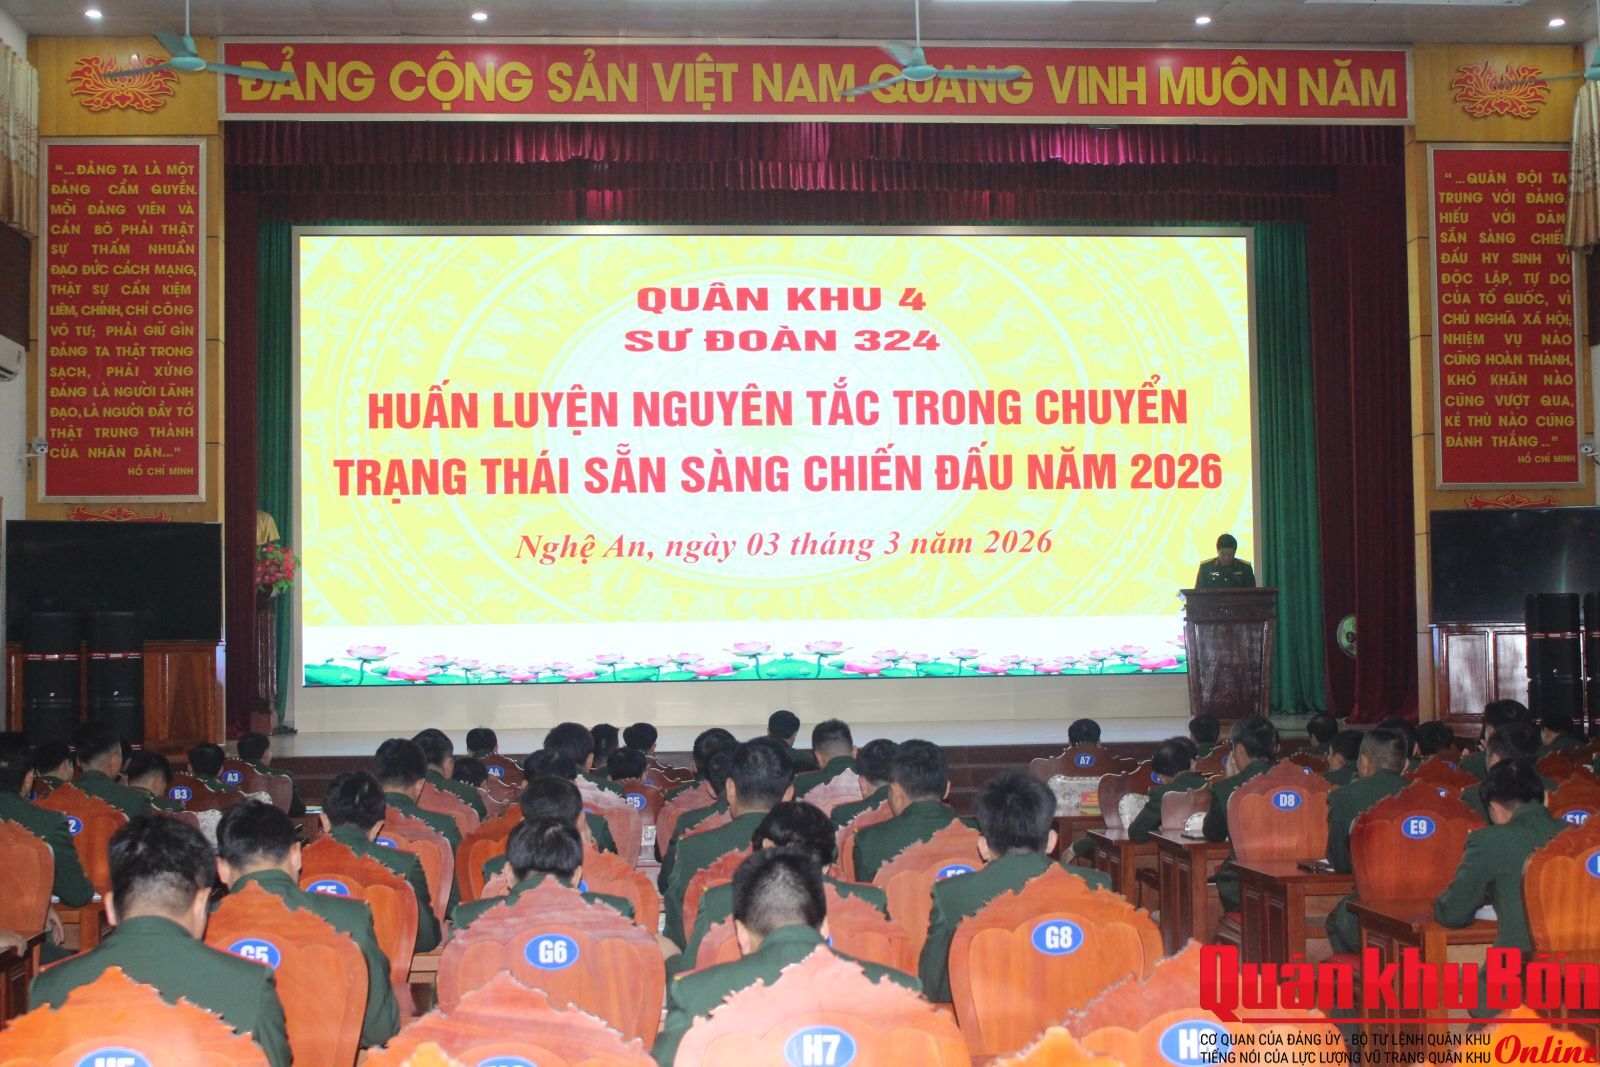 ĐẢNG CỘNG SẢN VIỆT NAM QUANG VINH MUÔN NĂM
“...ĐẢNG TA LÀ MỘT
ĐẢNG CẦM QUYỀN.
MỖI ĐẢNG VIÊN VÀ
CÁN BỘ PHẢI THẬT
SỰ THẤM NHUẦN
ĐẠO ĐỨC CÁCH MẠNG,
THẬT SỰ CẦN KIỆM
LIÊM, CHÍNH, CHÍ CÔNG
VÔ TƯ; PHẢI GIỮ GÌN
ĐẢNG TA THẬT TRONG
SẠCH, PHẢI XỨNG
ĐÁNG LÀ NGƯỜI LÃNH
ĐẠO, LÀ NGƯỜI ĐẦY TỚ
THẬT TRUNG THÀNH
CỦA NHÂN DÂN...”
HỒ CHÍ MINH
QUÂN KHU 4
SƯ ĐOÀN 324
HUẤN LUYỆN NGUYÊN TẮC TRONG CHUYỂN
TRẠNG THÁI SẴN SÀNG CHIẾN ĐẤU NĂM 2026
Nghệ An, ngày 03 tháng 3 năm 2026
“...QUÂN ĐỘI TA
TRUNG VỚI ĐẢNG,
HIẾU VỚI DÂN,
SẴN SÀNG CHIẾN
ĐẤU HY SINH VÌ
ĐỘC LẬP, TỰ DO
CỦA TỔ QUỐC, VÌ
CHỦ NGHĨA XÃ HỘI;
NHIỆM VỤ NÀO
CŨNG HOÀN THÀNH,
KHÓ KHĂN NÀO
CŨNG VƯỢT QUA,
KẺ THÙ NÀO CŨNG
ĐÁNH THẮNG...”
HỒ CHÍ MINH
A3
A7
B3
D8
E9
G5
G6
G8
H7
Quân khu Bốn
CƠ QUAN CỦA ĐẢNG ỦY - BỘ TƯ LỆNH QUÂN KHU
TIẾNG NÓI CỦA LỰC LƯỢNG VŨ TRANG QUÂN KHU
Online